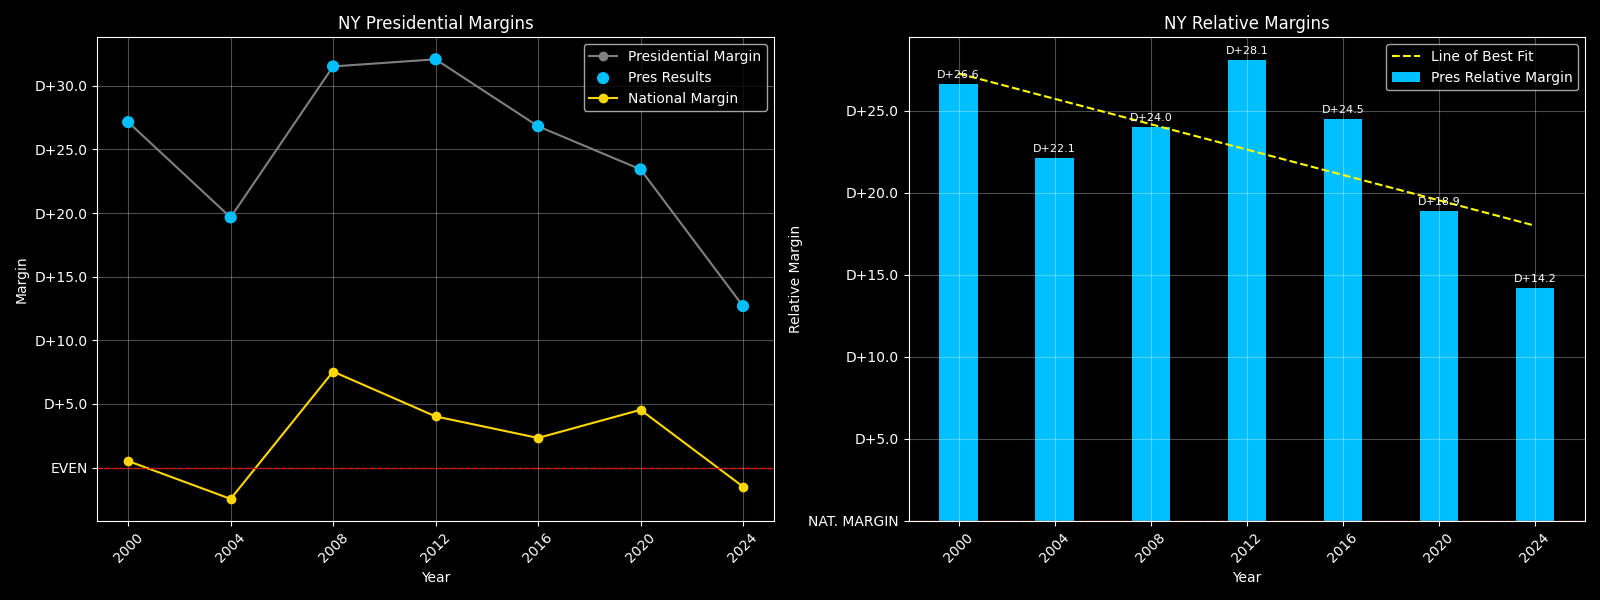 NY Presidential Margins
Presidential Margin
Pres Results
National Margin
Margin
D+30.0
D+25.0
D+20.0
D+15.0
D+10.0
D+5.0
EVEN
2000
2004
2008
2012
2016
2020
2024
Year
NY Relative Margins
Line of Best Fit
Pres Relative Margin
Relative Margin
D+25.0
D+20.0
D+15.0
D+10.0
D+5.0
NAT. MARGIN
D+26.6
D+22.1
D+24.0
D+28.1
D+24.5
D+18.9
D+14.2
2000
2004
2008
2012
2016
2020
2024
Year